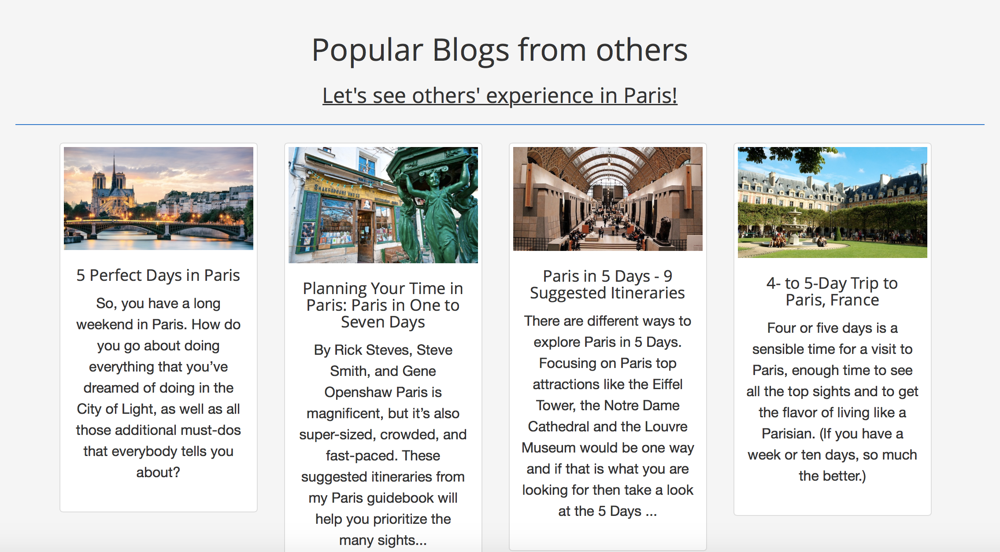 Popular Blogs from others
Let's see others' experience in Paris!
SHAKESPEARE AND CO
5 Perfect Days in Paris
So, you have a long
weekend in Paris. How do
you go about doing
everything that you’ve
dreamed of doing in the
City of Light, as well as all
those additional must-dos
that everybody tells you
about?
Planning Your Time in
Paris: Paris in One to
Seven Days
By Rick Steves, Steve
Smith, and Gene
Openshaw Paris is
magnificent, but it’s also
super-sized, crowded, and
fast-paced. These
suggested itineraries from
my Paris guidebook will
help you prioritize the
many sights...
Paris in 5 Days - 9
Suggested Itineraries
There are different ways to
explore Paris in 5 Days.
Focusing on Paris top
attractions like the Eiffel
Tower, the Notre Dame
Cathedral and the Louvre
Museum would be one way
and if that is what you are
looking for then take a look
at the 5 Days ...
4- to 5-Day Trip to
Paris, France
Four or five days is a
sensible time for a visit to
Paris, enough time to see
all the top sights and to get
the flavor of living like a
Parisian. (If you have a
week or ten days, so much
the better.)